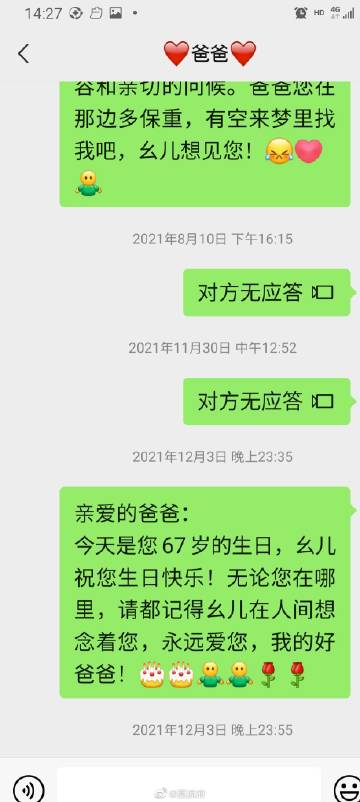 14:27
HD 4G
爸爸
容和亲切的问候。爸爸您在
那边多保重，有空来梦里找
我吧，幺儿想见您！
2021年8月10日 下午16:15
对方无应答
2021年11月30日 中午12:52
对方无应答
2021年12月3日 晚上23:35
亲爱的爸爸：
今天是您 67 岁的生日，幺儿
祝您生日快乐！无论您在哪
里，请都记得幺儿在人间想
念着您，永远爱您，我的好
爸爸！
2021年12月3日 晚上23:55